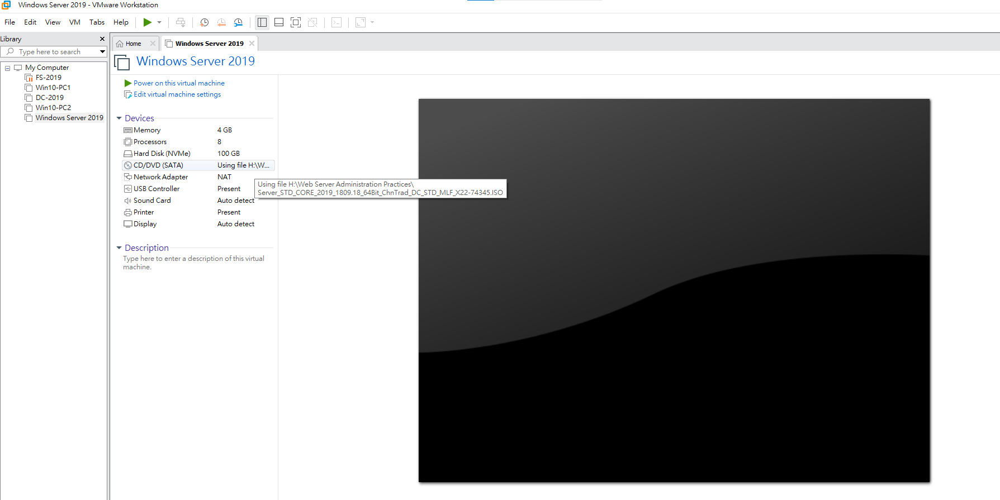 Windows Server 2019 - VMware Workstation
File Edit View VM Tabs Help
Library
Type here to search
My Computer
FS-2019
Win10-PC1
DC-2019
Win10-PC2
Windows Server 2019
Home
Windows Server 2019
Windows Server 2019
Power on this virtual machine
Edit virtual machine settings
Devices
Memory 4 GB
Processors 8
Hard Disk (NVMe) 100 GB
CD/DVD (SATA) Using file H:\W...
Network Adapter NAT
USB Controller Present
Sound Card Auto detect
Printer Present
Display Auto detect
Using file H:\Web Server Administration Practices\
Server_STD_CORE_2019_1809.18_64Bit_ChnTrad_DC_STD_MLF_X22-74345.ISO
Description
Type here to enter a description of this virtual
machine.